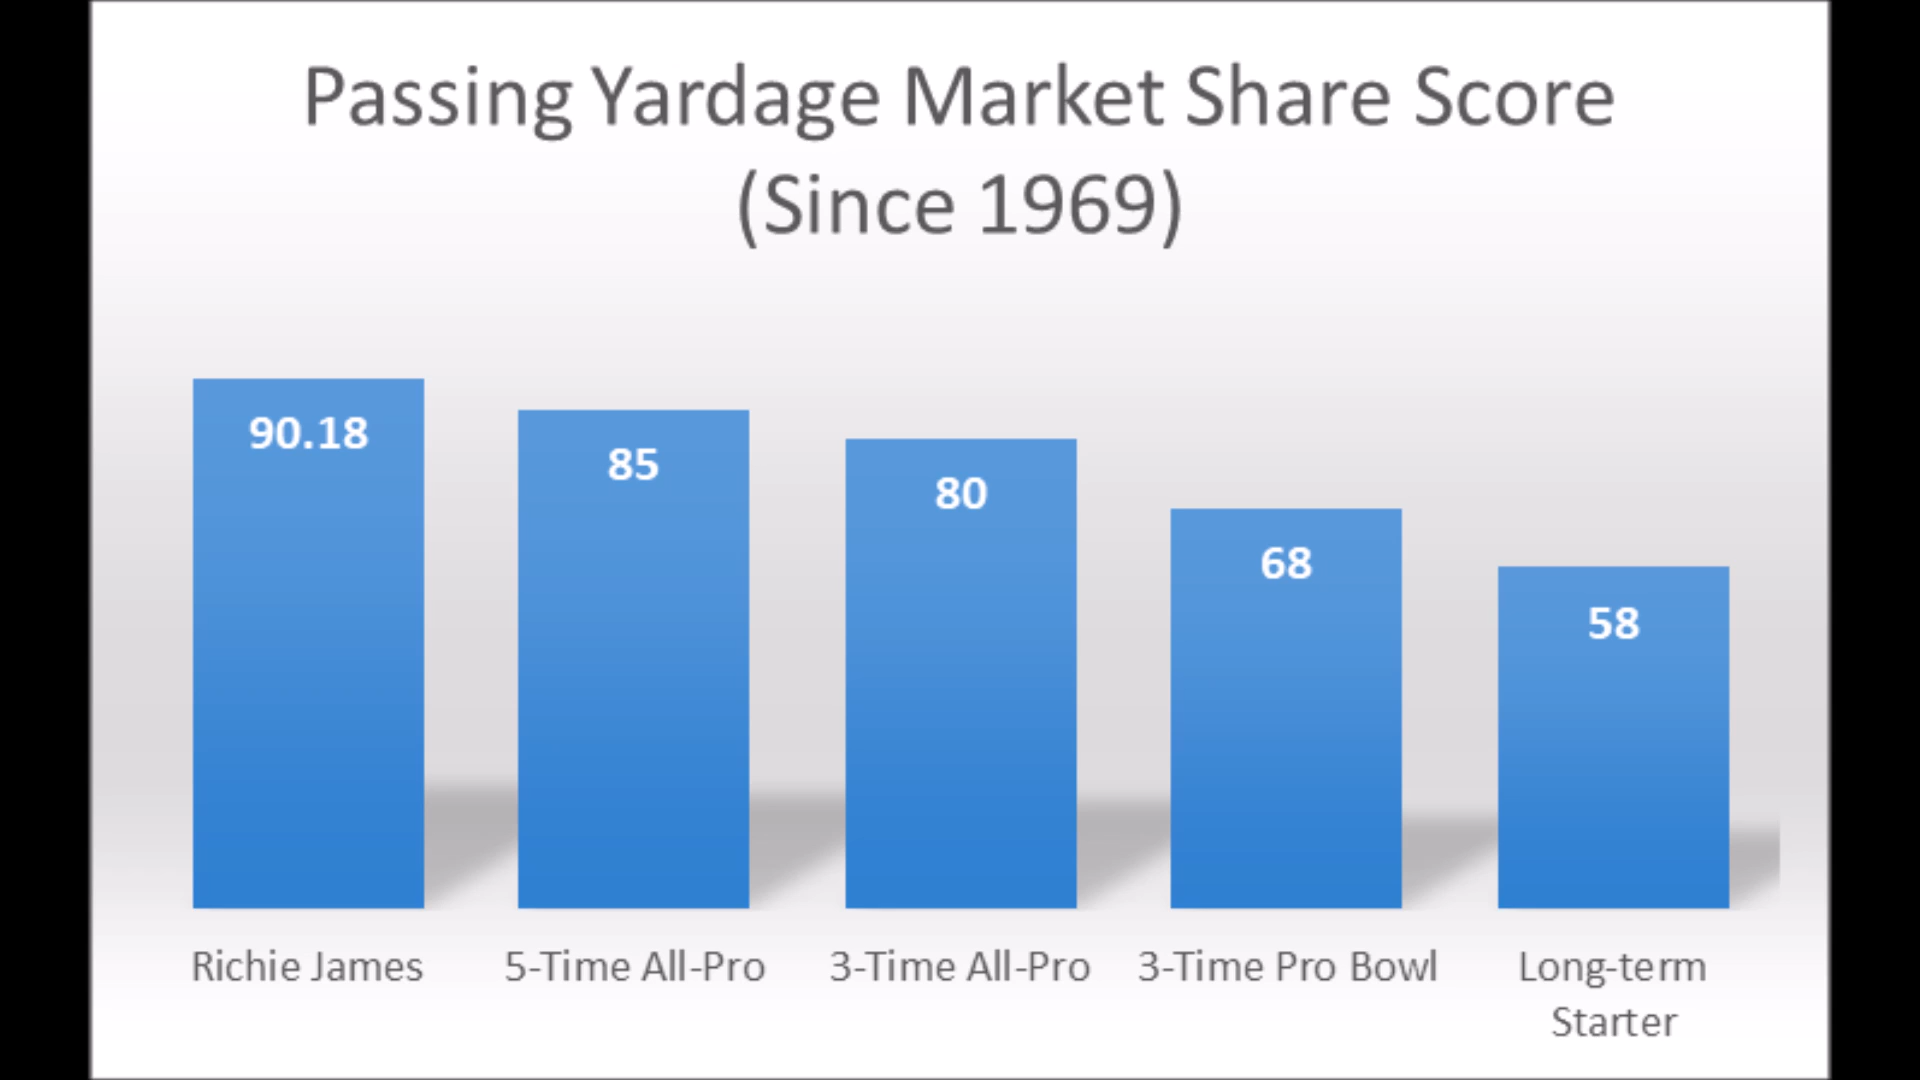 Passing Yardage Market Share Score
(Since 1969)
90.18
85
80
68
58
Richie James
5-Time All-Pro
3-Time All-Pro
3-Time Pro Bowl
Long-term
Starter